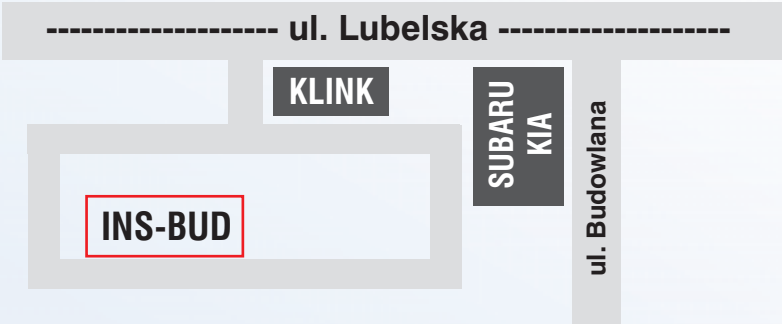 -------------------- ul. Lubelska --------------------
KLINK
SUBARU
KIA
ul. Budowlana
INS-BUD